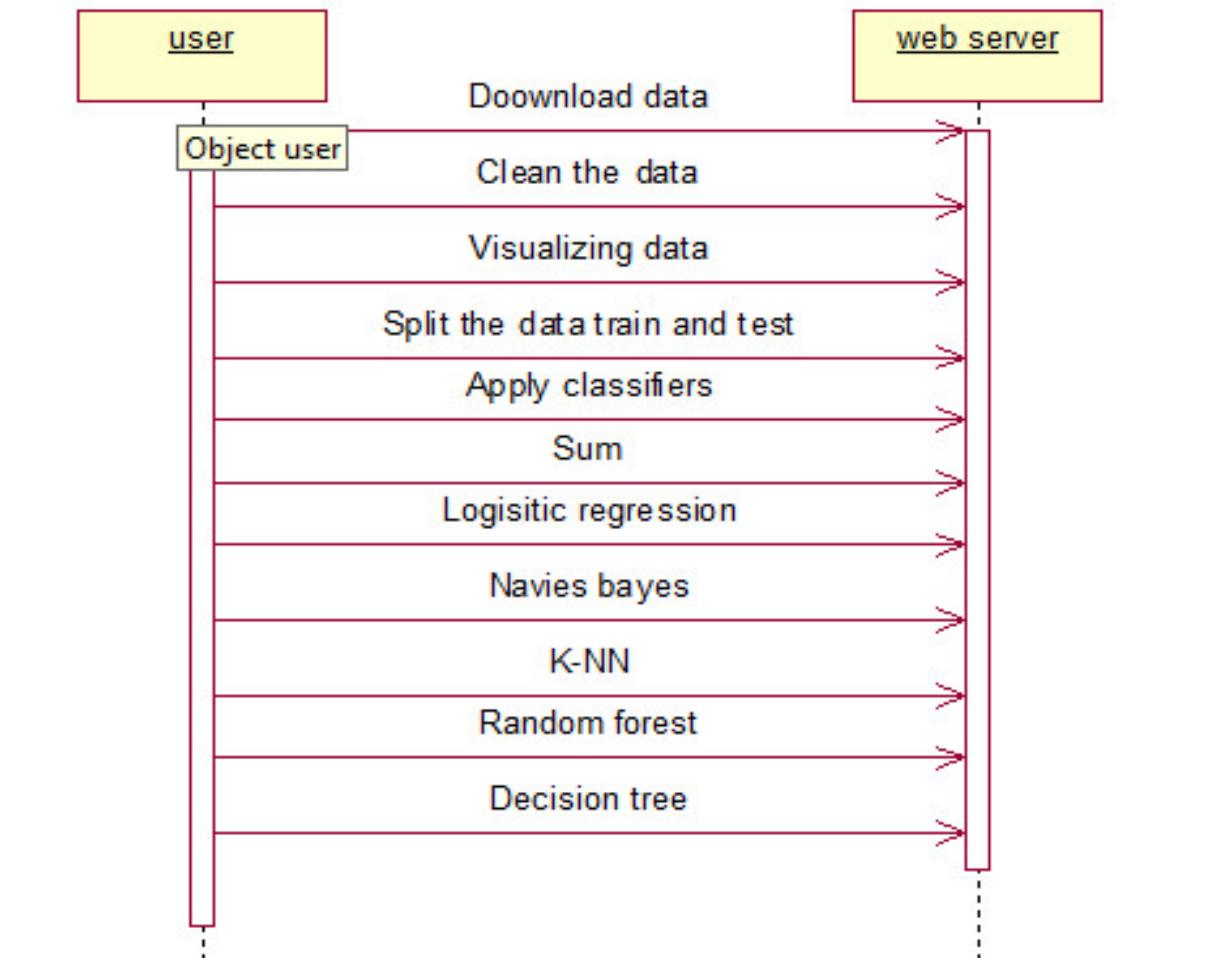 user
web server
Doownload data
Object user
Clean the data
Visualizing data
Split the data train and test
Apply classifiers
Sum
Logisitic regression
Navies bayes
K-NN
Random forest
Decision tree